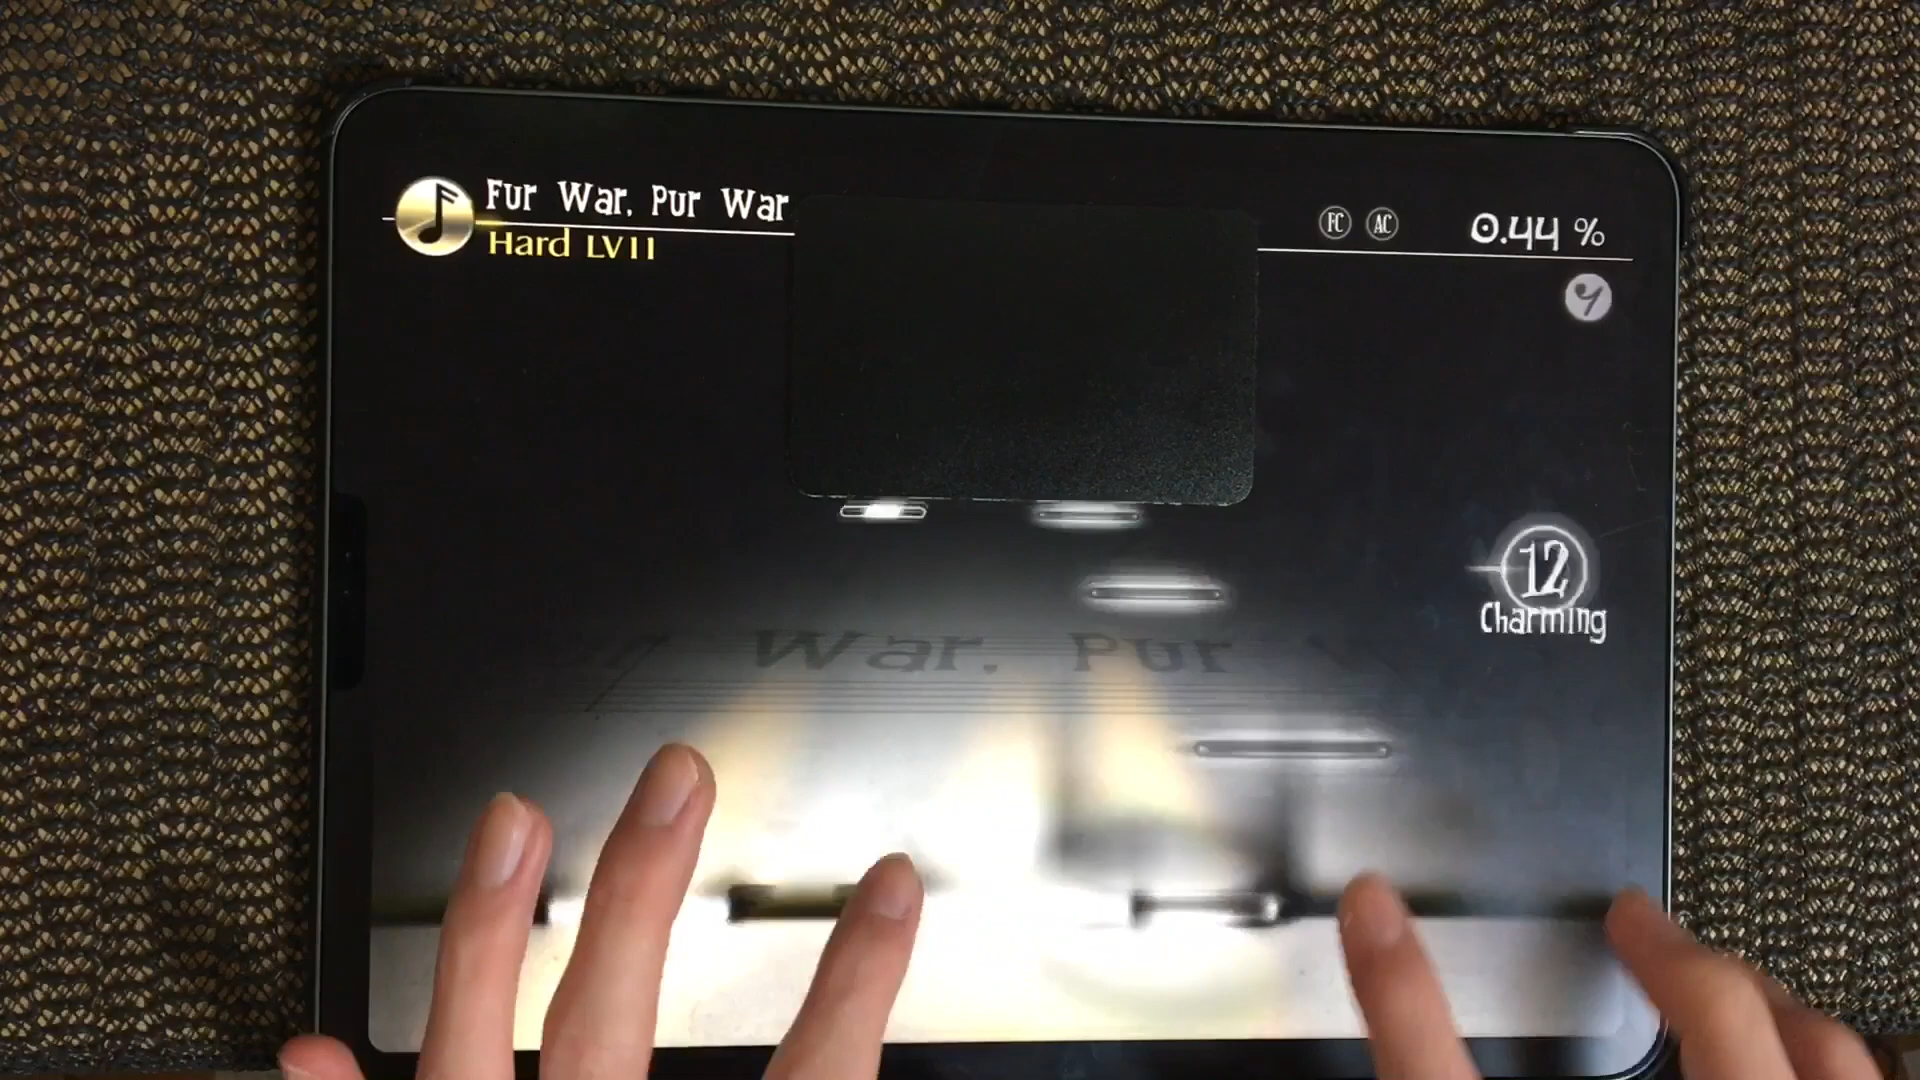 Fur War, Pur War
Hard LV11
FC AC 0.44 %
12
Charming
War, Pur